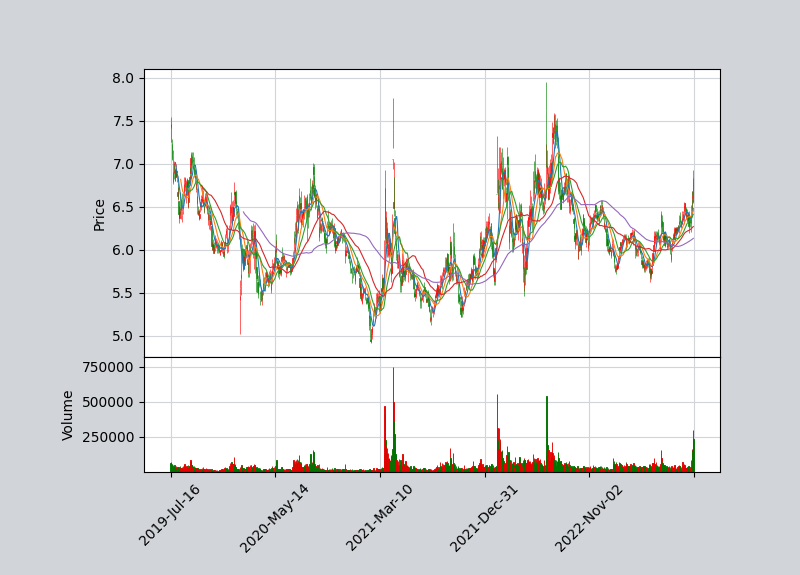 8.0
7.5
7.0
6.5
6.0
5.5
5.0
Price
750000
500000
250000
Volume
2019-Jul-16
2020-May-14
2021-Mar-10
2021-Dec-31
2022-Nov-02